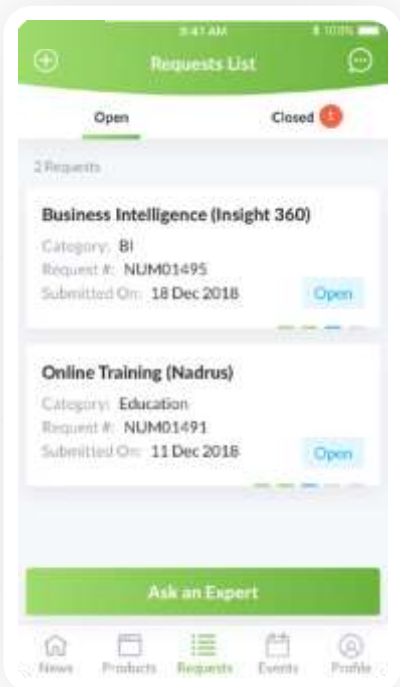 9:41 AM 100%
Requests List
Open Closed 1
2 Requests
Business Intelligence (Insight 360)
Category: BI
Request #: NUM01495
Submitted On: 18 Dec 2018
Open
Online Training (Nadrus)
Category: Education
Request #: NUM01491
Submitted On: 11 Dec 2018
Open
Ask an Expert
News Products Requests Events Profile